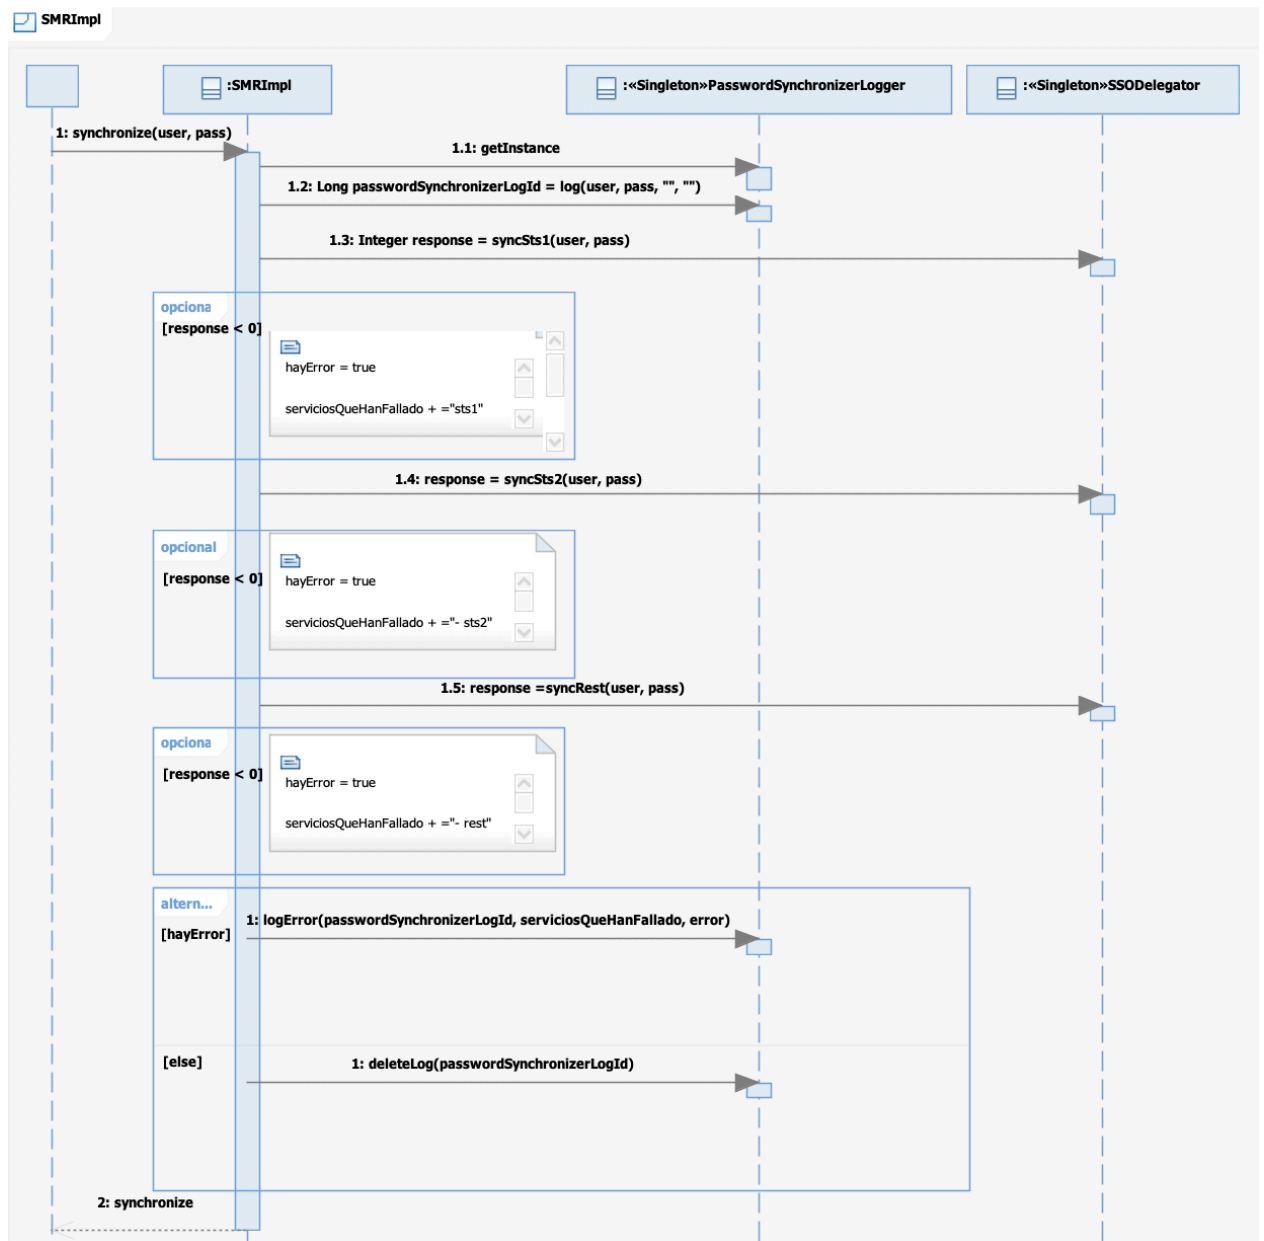 SMRImpl
:SMRImpl
:«Singleton»PasswordSynchronizerLogger
:«Singleton»SSODelegator
1: synchronize(user, pass)
1.1: getInstance
1.2: Long passwordSynchronizerLogId = log(user, pass, "", "")
1.3: Integer response = syncSts1(user, pass)
opciona
[response < 0]
hayError = true
serviciosQueHanFallado + ="sts1"
1.4: response = syncSts2(user, pass)
opcional
[response < 0]
hayError = true
serviciosQueHanFallado + ="- sts2"
1.5: response =syncRest(user, pass)
opciona
[response < 0]
hayError = true
serviciosQueHanFallado + ="- rest"
altern...
1: logError(passwordSynchronizerLogId, serviciosQueHanFallado, error)
[hayError]
[else]
1: deleteLog(passwordSynchronizerLogId)
2: synchronize